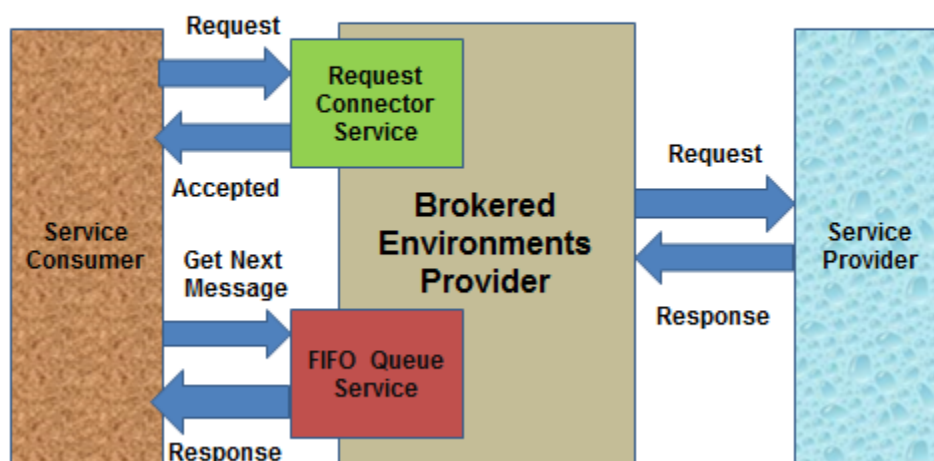 Request
Request
Connector
Service
Accepted
Service
Consumer
Get Next
Message
FIFO Queue
Service
Response
Brokered
Environments
Provider
Request
Response
Service
Provider